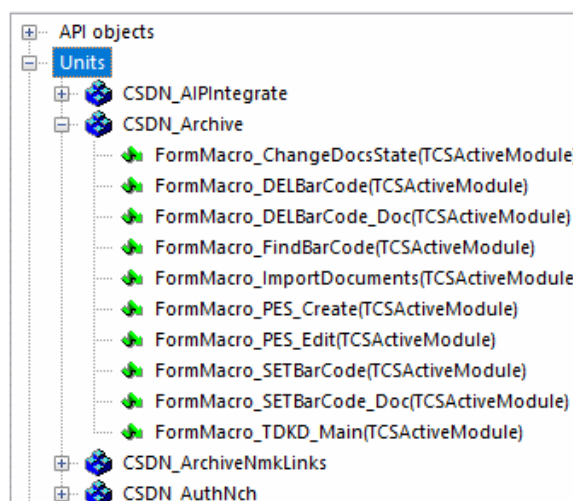 API objects
Units
CSDN_AIPIntegrate
CSDN_Archive
FormMacro_ChangeDocsState(TCSActiveModule)
FormMacro_DELBarCode(TCSActiveModule)
FormMacro_DELBarCode_Doc(TCSActiveModule)
FormMacro_FindBarCode(TCSActiveModule)
FormMacro_ImportDocuments(TCSActiveModule
FormMacro_PES_Create(TCSActiveModule)
FormMacro_PES_Edit(TCSActiveModule)
FormMacro_SETBarCode(TCSActiveModule)
FormMacro_SETBarCode_Doc(TCSActiveModule)
FormMacro_TDKD_Main(TCSActiveModule)
CSDN_ArchiveNmkLinks
CSDN_AuthNch